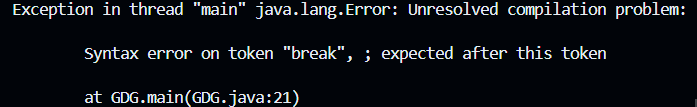 Exception in thread "main" java.lang.Error: Unresolved compilation problem:
Syntax error on token "break", ; expected after this token
at GDG.main(GDG.java:21)